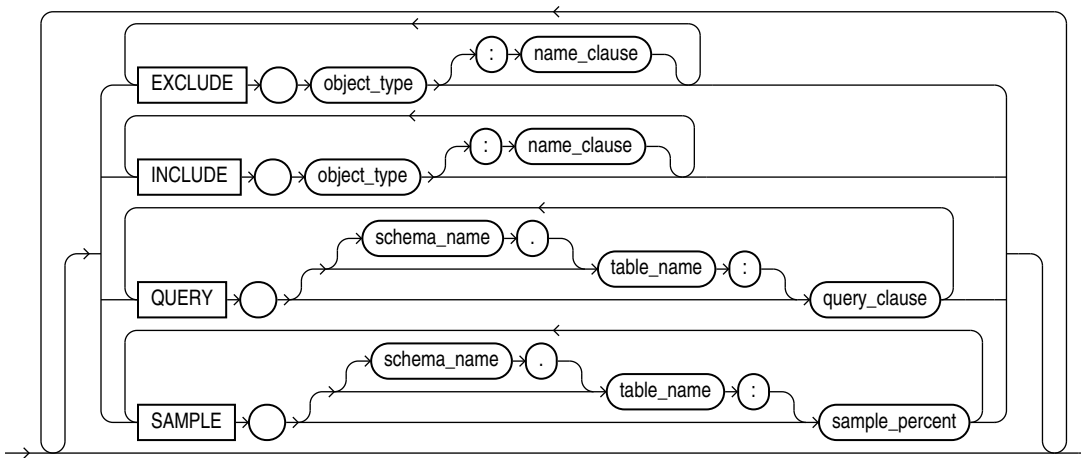 : name_clause
EXCLUDE object_type
: name_clause
INCLUDE object_type
schema_name .
table_name :
QUERY query_clause
schema_name .
table_name :
SAMPLE sample_percent